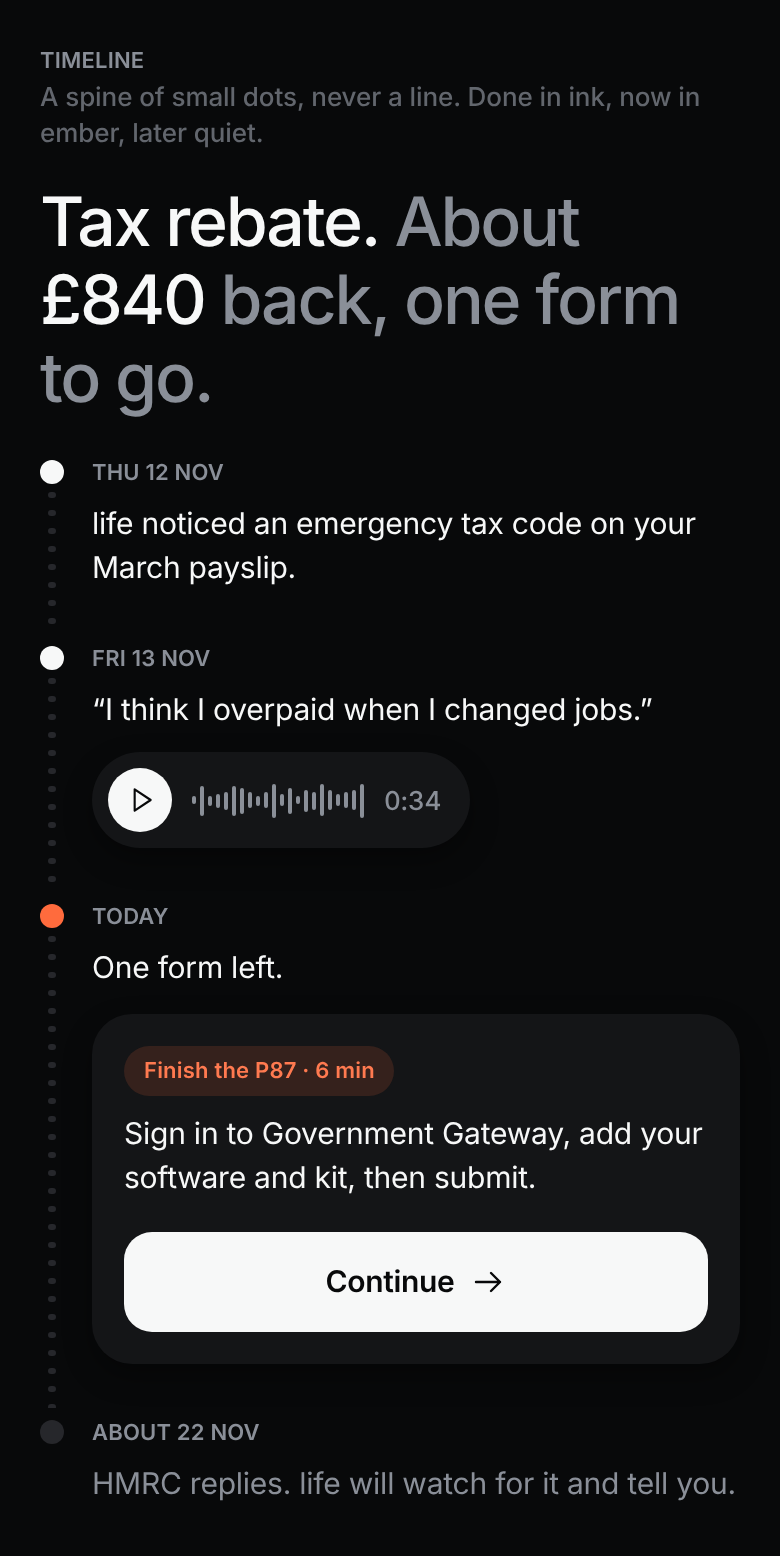 TIMELINE
A spine of small dots, never a line. Done in ink, now in
ember, later quiet.
Tax rebate. About
£840 back, one form
to go.
THU 12 NOV
life noticed an emergency tax code on your
March payslip.
FRI 13 NOV
“I think I overpaid when I changed jobs.”
0:34
TODAY
One form left.
Finish the P87 · 6 min
Sign in to Government Gateway, add your
software and kit, then submit.
Continue →
ABOUT 22 NOV
HMRC replies. life will watch for it and tell you.